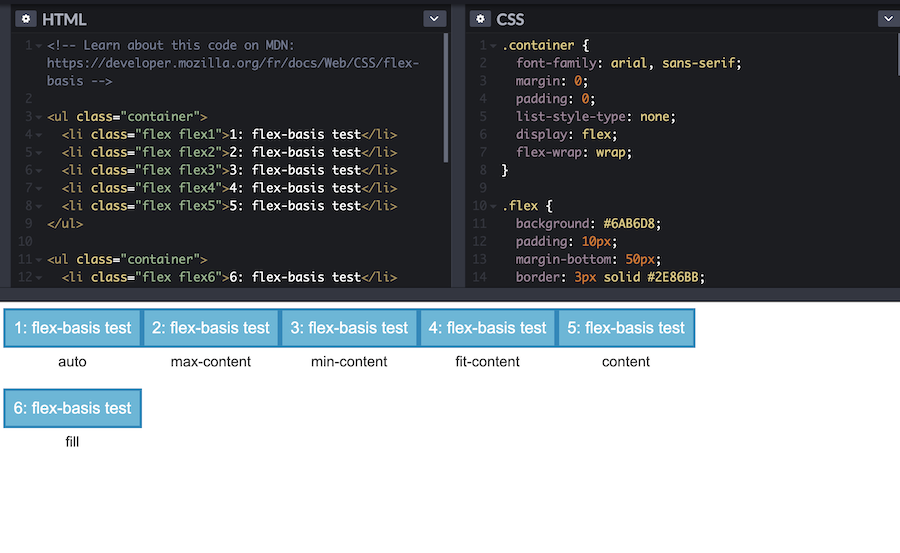 HTML
1 <!-- Learn about this code on MDN:
https://developer.mozilla.org/fr/docs/Web/CSS/flex-
basis -->
2
3 <ul class="container">
4 <li class="flex flex1">1: flex-basis test</li>
5 <li class="flex flex2">2: flex-basis test</li>
6 <li class="flex flex3">3: flex-basis test</li>
7 <li class="flex flex4">4: flex-basis test</li>
8 <li class="flex flex5">5: flex-basis test</li>
9 </ul>
10
11 <ul class="container">
12 <li class="flex flex6">6: flex-basis test</li>
CSS
1 .container {
2 font-family: arial, sans-serif;
3 margin: 0;
4 padding: 0;
5 list-style-type: none;
6 display: flex;
7 flex-wrap: wrap;
8 }
9
10 .flex {
11 background: #6AB6D8;
12 padding: 10px;
13 margin-bottom: 50px;
14 border: 3px solid #2E86BB;
1: flex-basis test 2: flex-basis test 3: flex-basis test 4: flex-basis test 5: flex-basis test
auto max-content min-content fit-content content
6: flex-basis test
fill